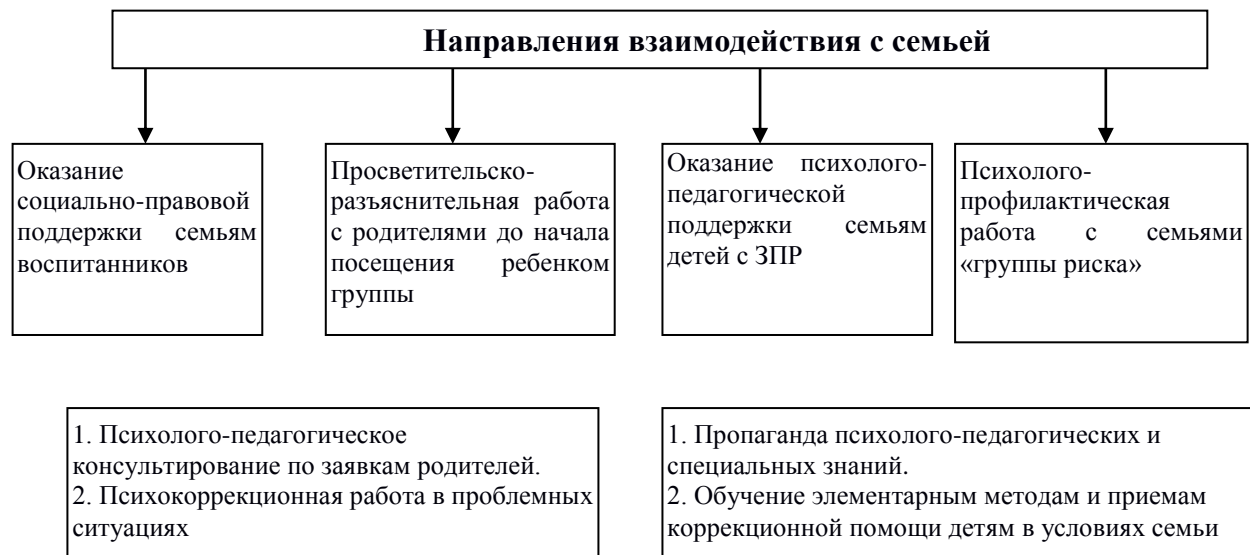 Направления взаимодействия с семьей
Оказание
социально-правовой
поддержки семьям
воспитанников
Просветительско-
разъяснительная работа
с родителями до начала
посещения ребенком
группы
Оказание психолого-
педагогической
поддержки семьям
детей с ЗПР
Психолого-
профилактическая
работа с семьями
«группы риска»
1. Психолого-педагогическое
консультирование по заявкам родителей.
2. Психокоррекционная работа в проблемных
ситуациях
1. Пропаганда психолого-педагогических и
специальных знаний.
2. Обучение элементарным методам и приемам
коррекционной помощи детям в условиях семьи